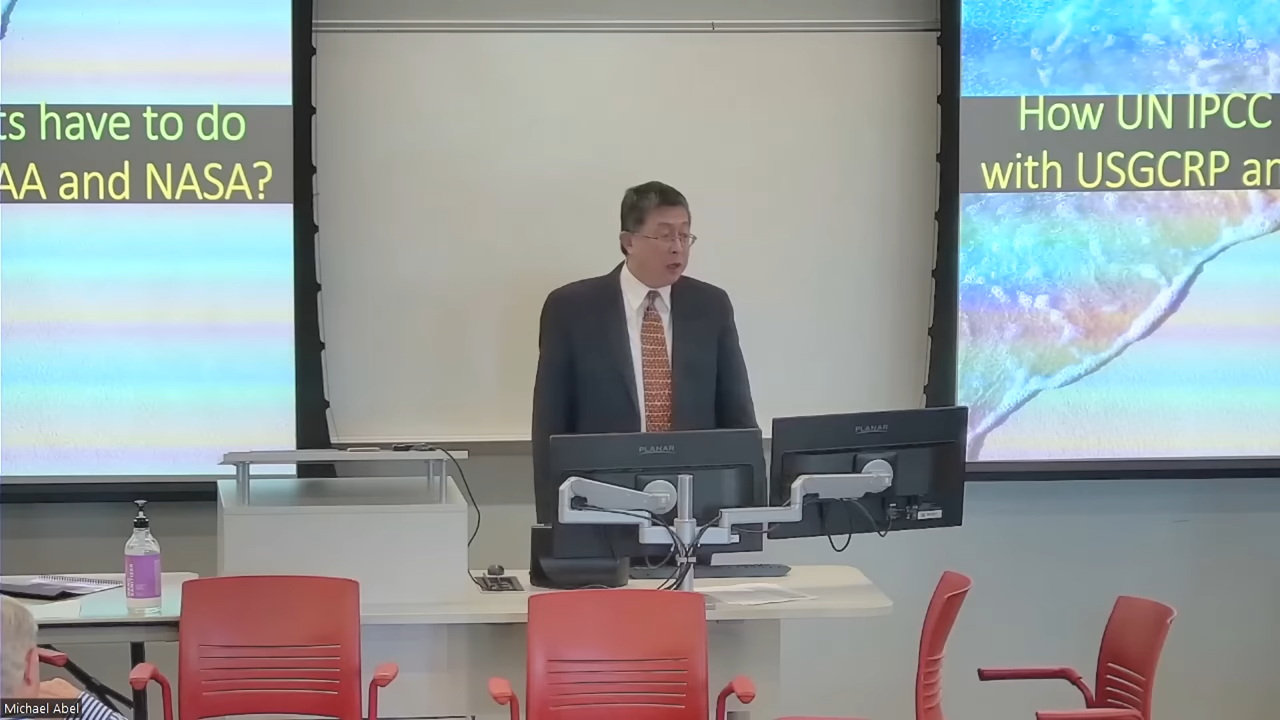 ts have to do
AA and NASA?
How UN IPCC
with USGCRP an
PLANAR
PLANAR
Michael Abel